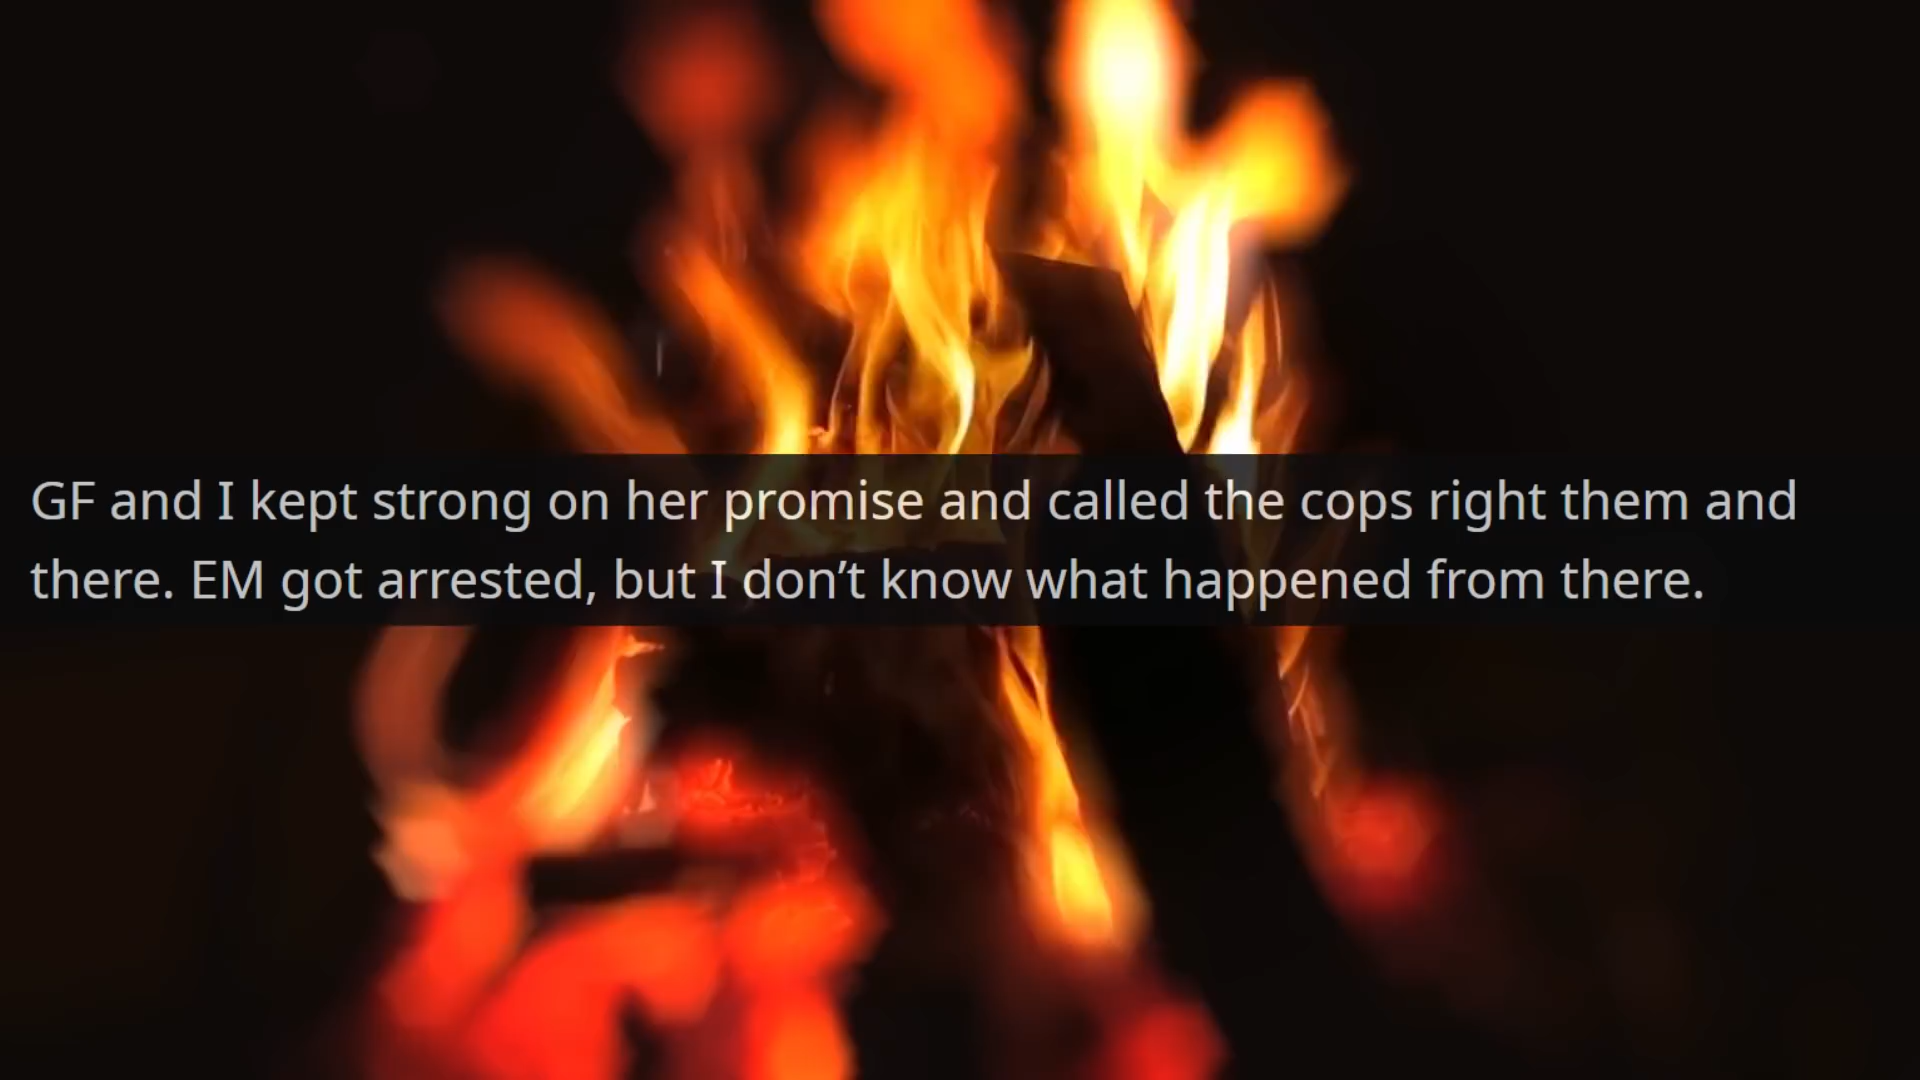 GF and I kept strong on her promise and called the cops right them and
there. EM got arrested, but I don’t know what happened from there.